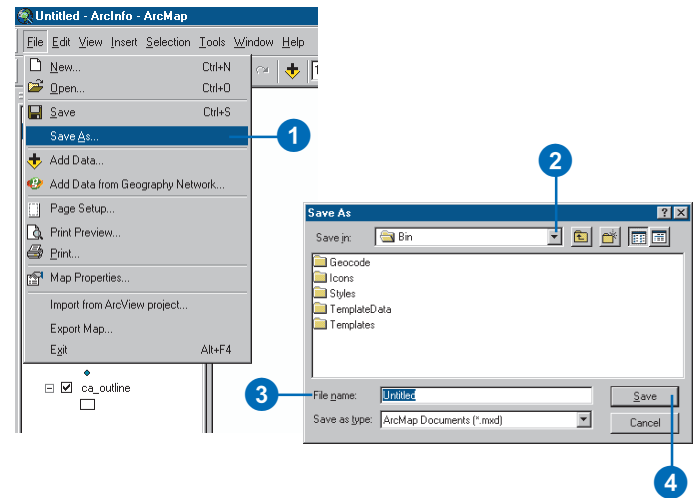 Untitled - ArcInfo - ArcMap
File Edit View Insert Selection Tools Window Help
New... Ctrl+N
Open... Ctrl+O
Save Ctrl+S
Save As...
1
Add Data...
Add Data from Geography Network...
Page Setup...
Print Preview...
Print...
Map Properties...
Import from ArcView project...
Export Map...
Exit Alt+F4
ca_outline
2
Save As
Save in: Bin
Geocode
Icons
Styles
TemplateData
Templates
3
File name: Untitled Save
Save as type: ArcMap Documents (*.mxd) Cancel
4